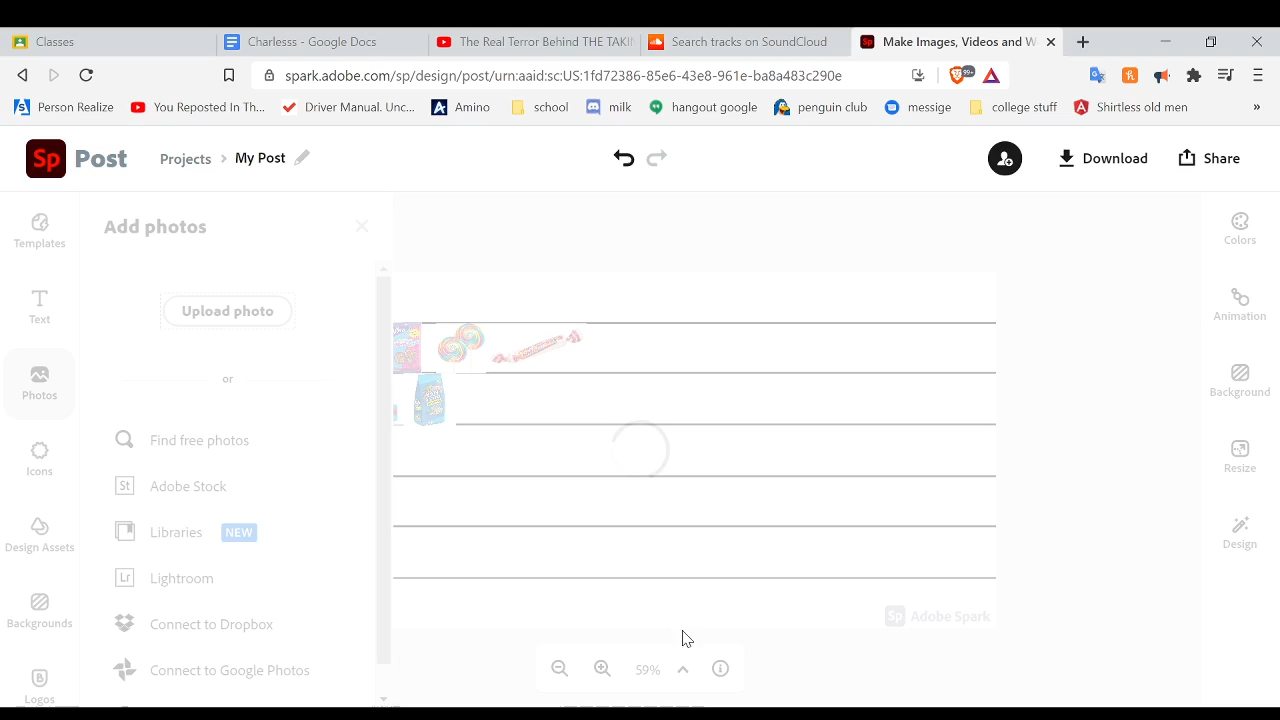 Classes
Charlesss - Google Docs
The Real Terror Behind THE TAKIN
Search tracks on SoundCloud
Make Images, Videos and W
spark.adobe.com/sp/design/post/urn:aaid:sc:US:1fd72386-85e6-43e8-961e-ba8a483c290e
99+
Person Realize
You Reposted In Th...
Driver Manual. Unc...
Amino
school
milk
hangout google
penguin club
messige
college stuff
Shirtless old men
»
Sp Post
Projects > My Post
Download
Share
Templates
Text
Photos
Icons
Design Assets
Backgrounds
Logos
Add photos
Upload photo
or
Find free photos
St Adobe Stock
Libraries NEW
Lr Lightroom
Connect to Dropbox
Connect to Google Photos
Sp Adobe Spark
59%
Colors
Animation
Background
Resize
Design